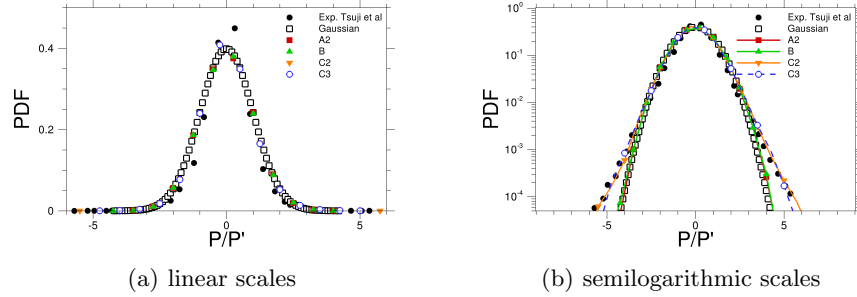 Exp. Tsuji et al
Gaussian
A2
B
C2
C3
PDF
0.4
0.2
0
-5
0
5
P/P'
(a) linear scales
Exp. Tsuji et al
Gaussian
A2
B
C2
C3
PDF
10^0
10^-1
10^-2
10^-3
10^-4
-5
0
5
P/P'
(b) semilogarithmic scales